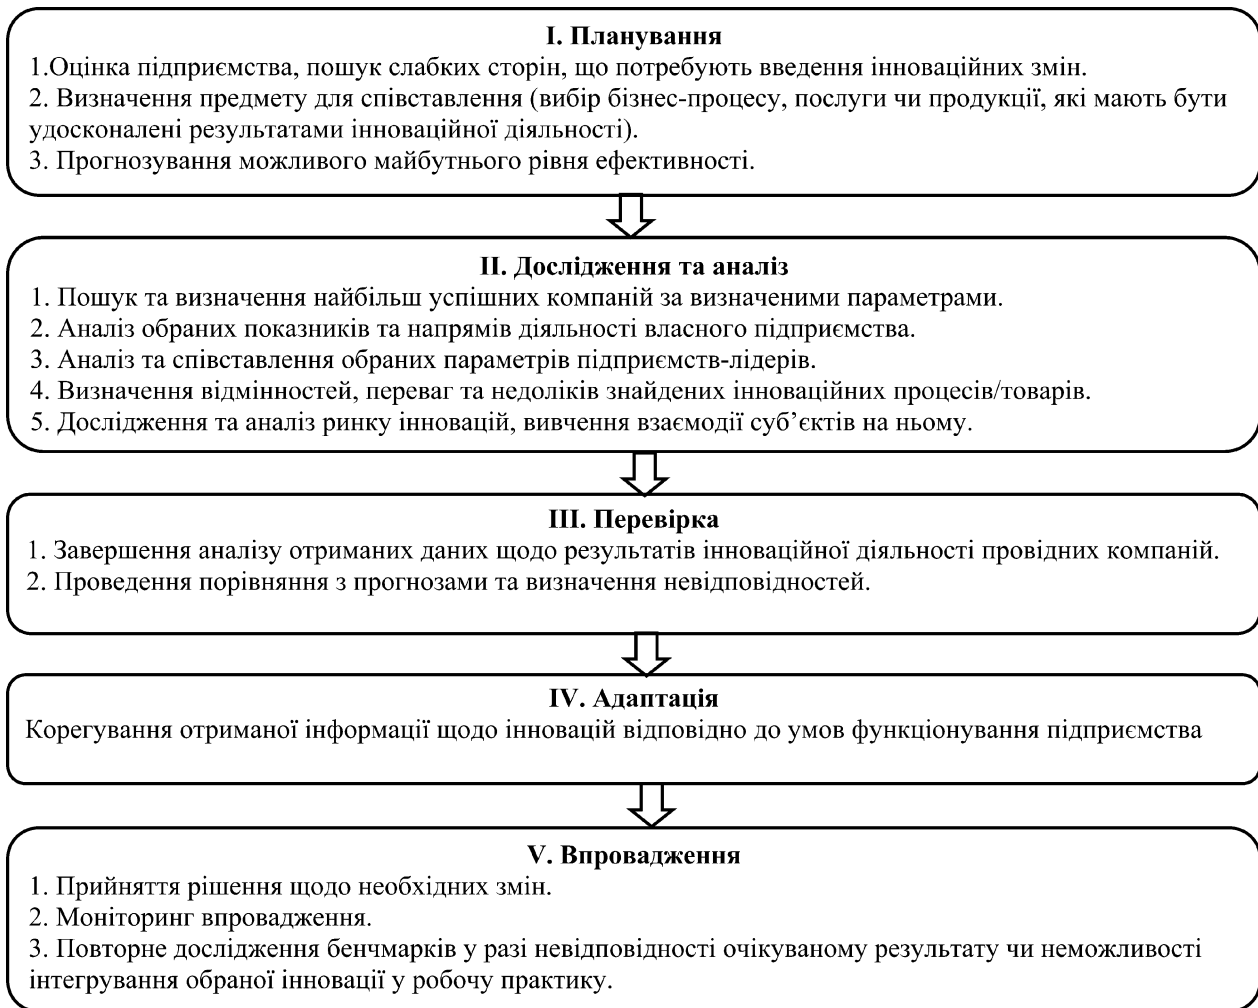 І. Планування
1.Оцінка підприємства, пошук слабких сторін, що потребують введення інноваційних змін.
2. Визначення предмету для співставлення (вибір бізнес-процесу, послуги чи продукції, які мають бути
удосконалені результатами інноваційної діяльності).
3. Прогнозування можливого майбутнього рівня ефективності.
ІІ. Дослідження та аналіз
1. Пошук та визначення найбільш успішних компаній за визначеними параметрами.
2. Аналіз обраних показників та напрямів діяльності власного підприємства.
3. Аналіз та співставлення обраних параметрів підприємств-лідерів.
4. Визначення відмінностей, переваг та недоліків знайдених інноваційних процесів/товарів.
5. Дослідження та аналіз ринку інновацій, вивчення взаємодії суб’єктів на ньому.
ІІІ. Перевірка
1. Завершення аналізу отриманих даних щодо результатів інноваційної діяльності провідних компаній.
2. Проведення порівняння з прогнозами та визначення невідповідностей.
IV. Адаптація
Корегування отриманої інформації щодо інновацій відповідно до умов функціонування підприємства
V. Впровадження
1. Прийняття рішення щодо необхідних змін.
2. Моніторинг впровадження.
3. Повторне дослідження бенчмарків у разі невідповідності очікуваному результату чи неможливості
інтегрування обраної інновації у робочу практику.